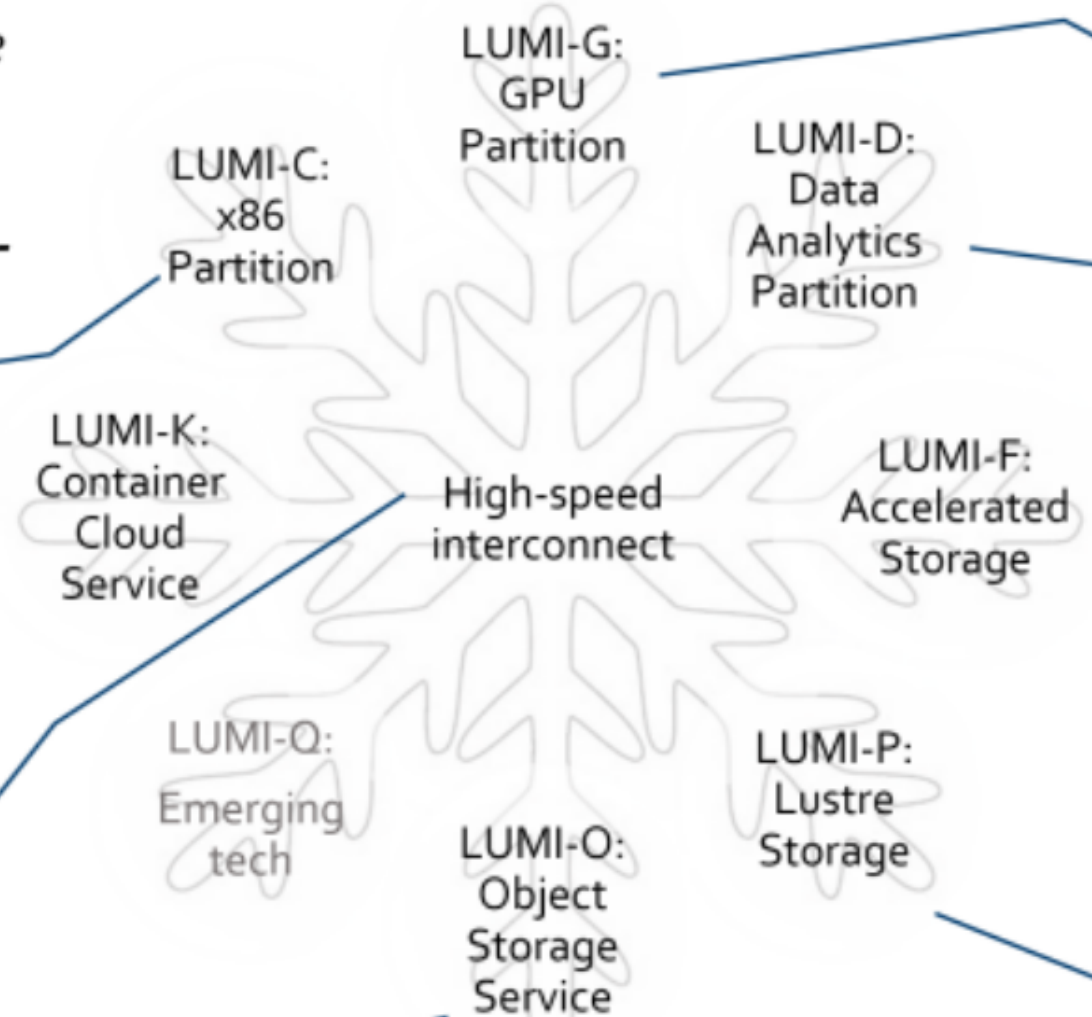 LUMI-G:
GPU
Partition
LUMI-C:
x86
Partition
LUMI-D:
Data
Analytics
Partition
LUMI-K:
Container
Cloud
Service
High-speed
interconnect
LUMI-F:
Accelerated
Storage
LUMI-Q:
Emerging
tech
LUMI-O:
Object
Storage
Service
LUMI-P:
Lustre
Storage